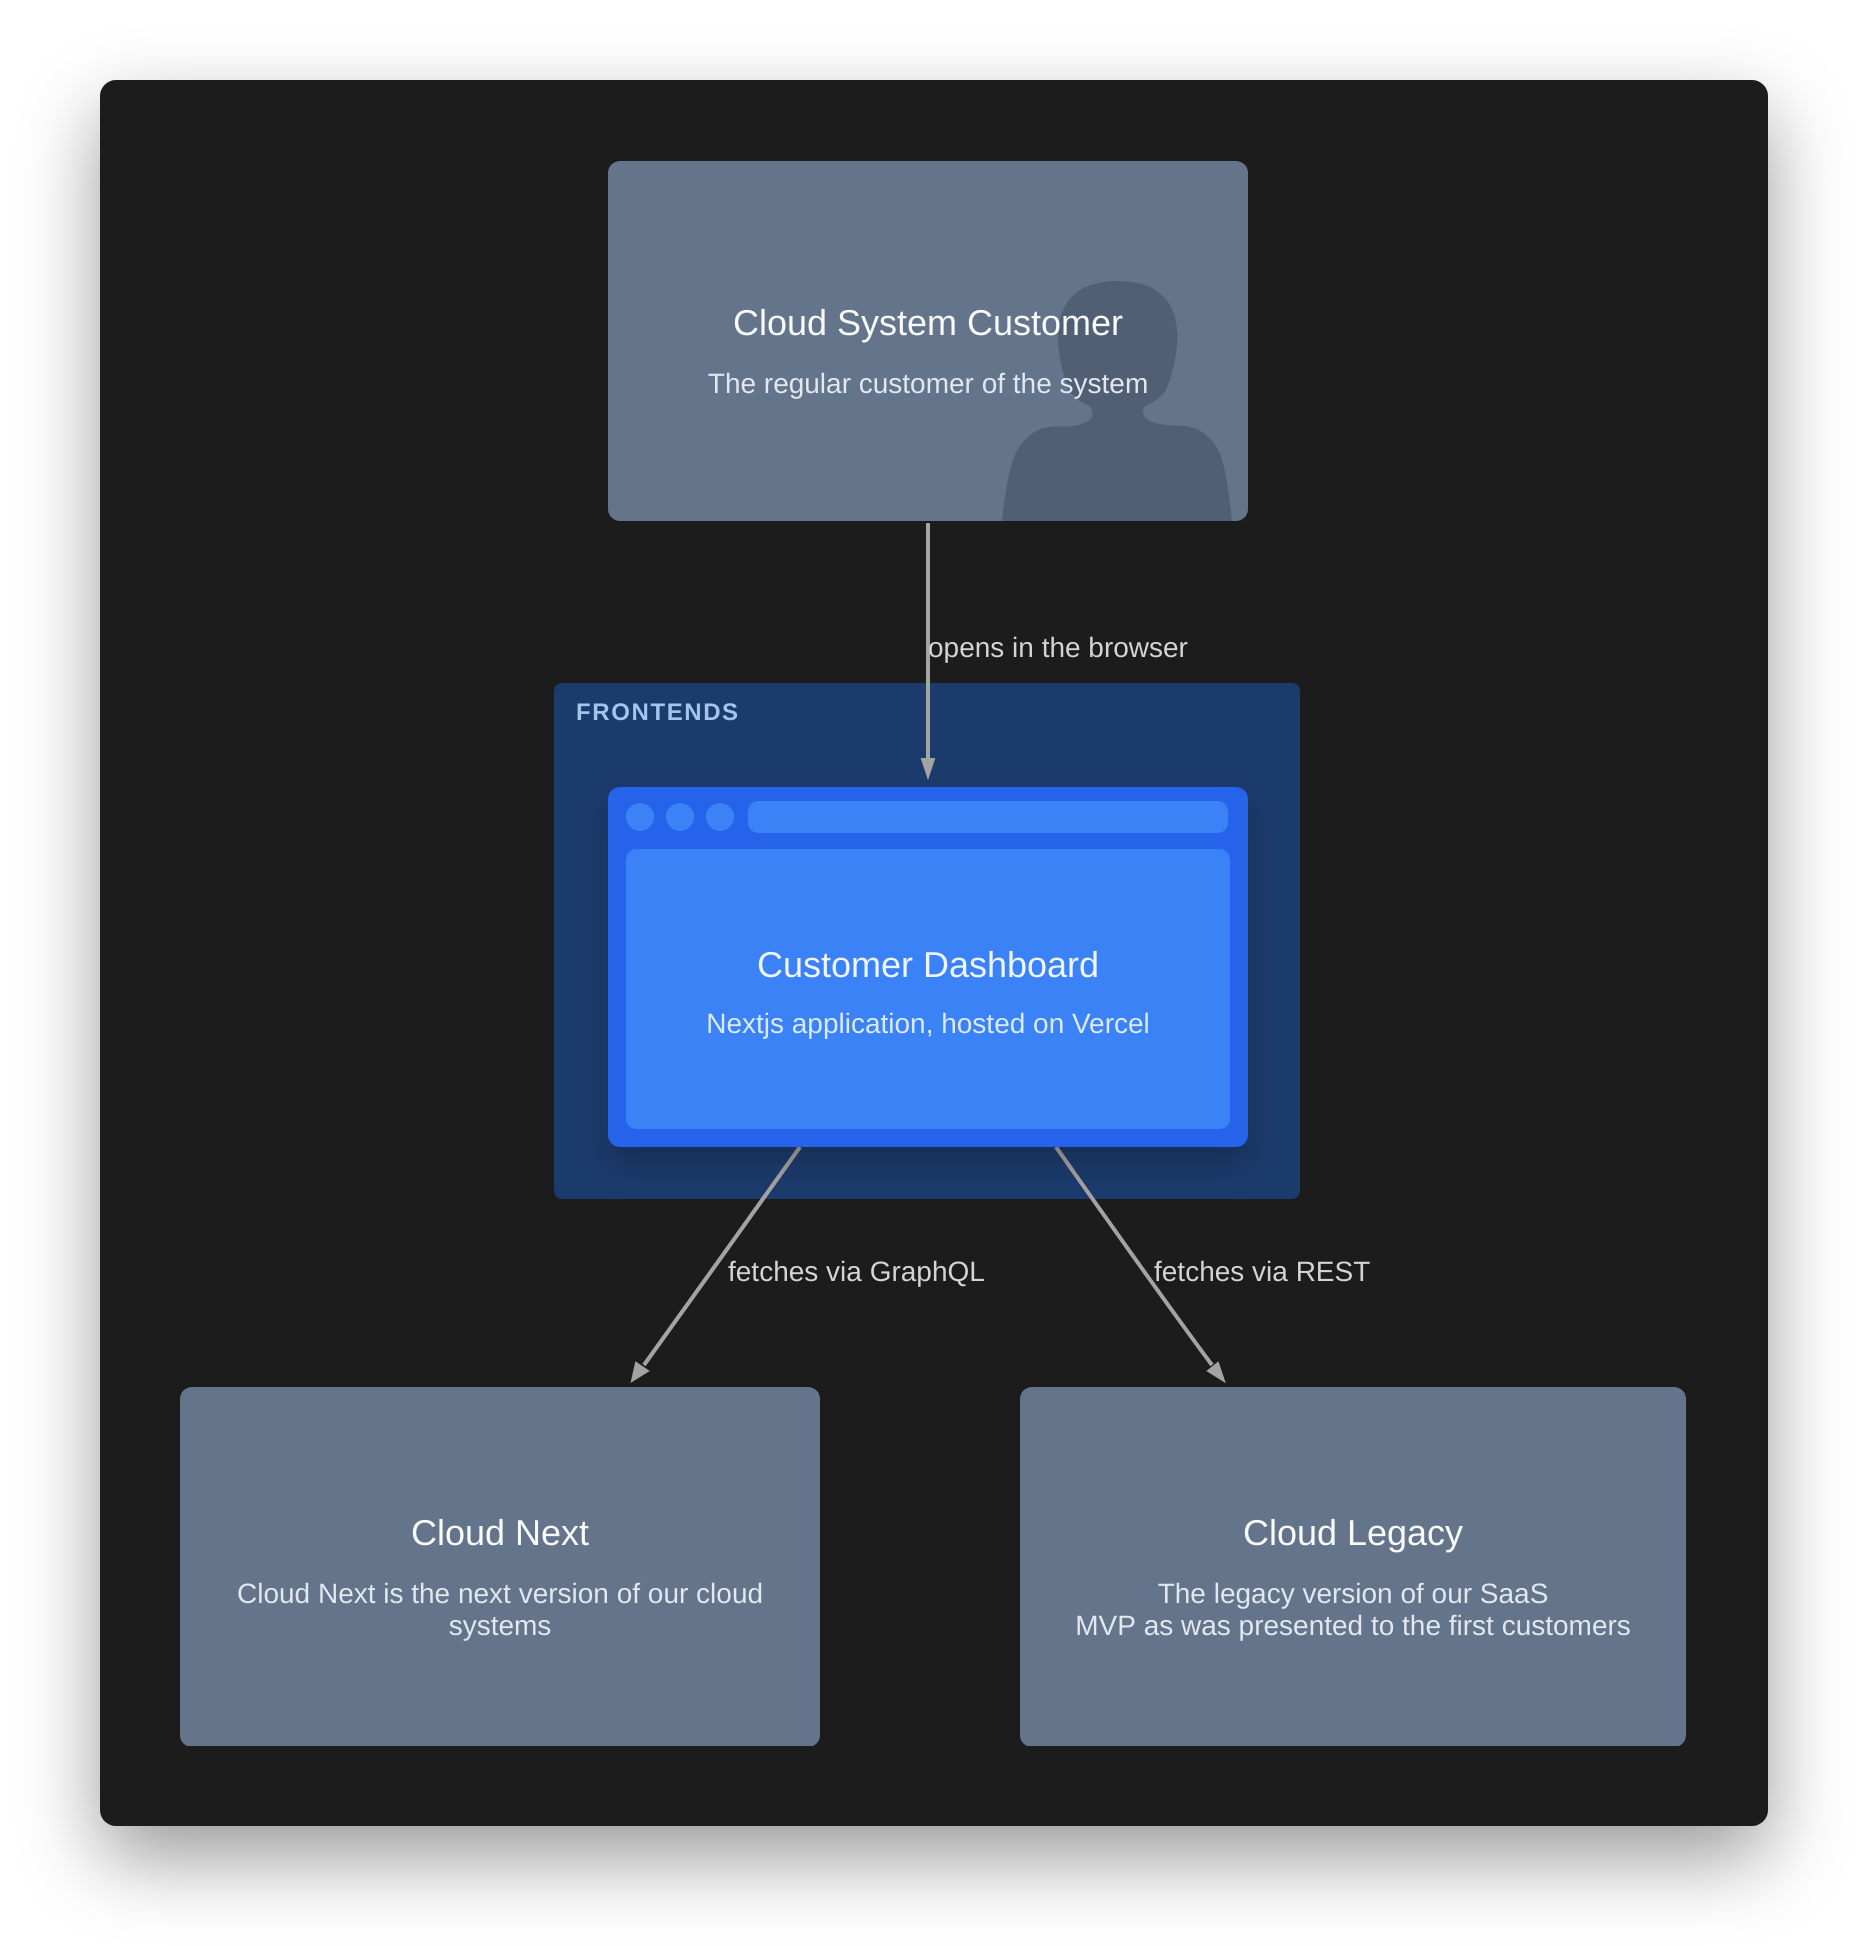 Cloud System Customer
The regular customer of the system
opens in the browser
FRONTENDS
Customer Dashboard
Nextjs application, hosted on Vercel
fetches via GraphQL
fetches via REST
Cloud Next
Cloud Next is the next version of our cloud
systems
Cloud Legacy
The legacy version of our SaaS
MVP as was presented to the first customers